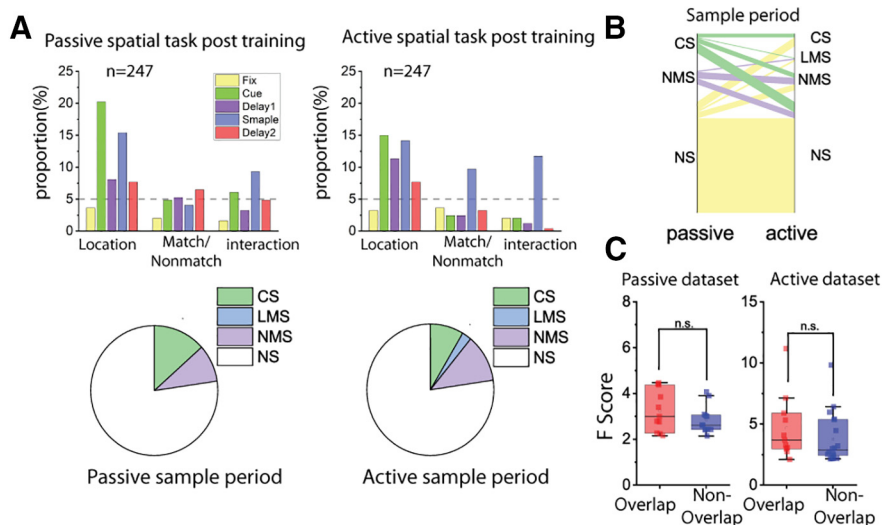 A
Passive spatial task post training
25
20
15
10
5
0
proportion(%)
n=247
Fix
Cue
Delay1
Smaple
Delay2
Location
Match/
Nonmatch
interaction
Active spatial task post training
25
20
15
10
5
0
proportion(%)
n=247
Location
Match/
Nonmatch
interaction
CS
LMS
NMS
NS
Passive sample period
CS
LMS
NMS
NS
Active sample period
B
Sample period
CS
NMS
NS
CS
LMS
NMS
NS
passive
active
C
Passive dataset
8
6
4
2
0
F Score
n.s.
Overlap
Non-
Overlap
Active dataset
15
10
5
0
n.s.
Overlap
Non-
Overlap